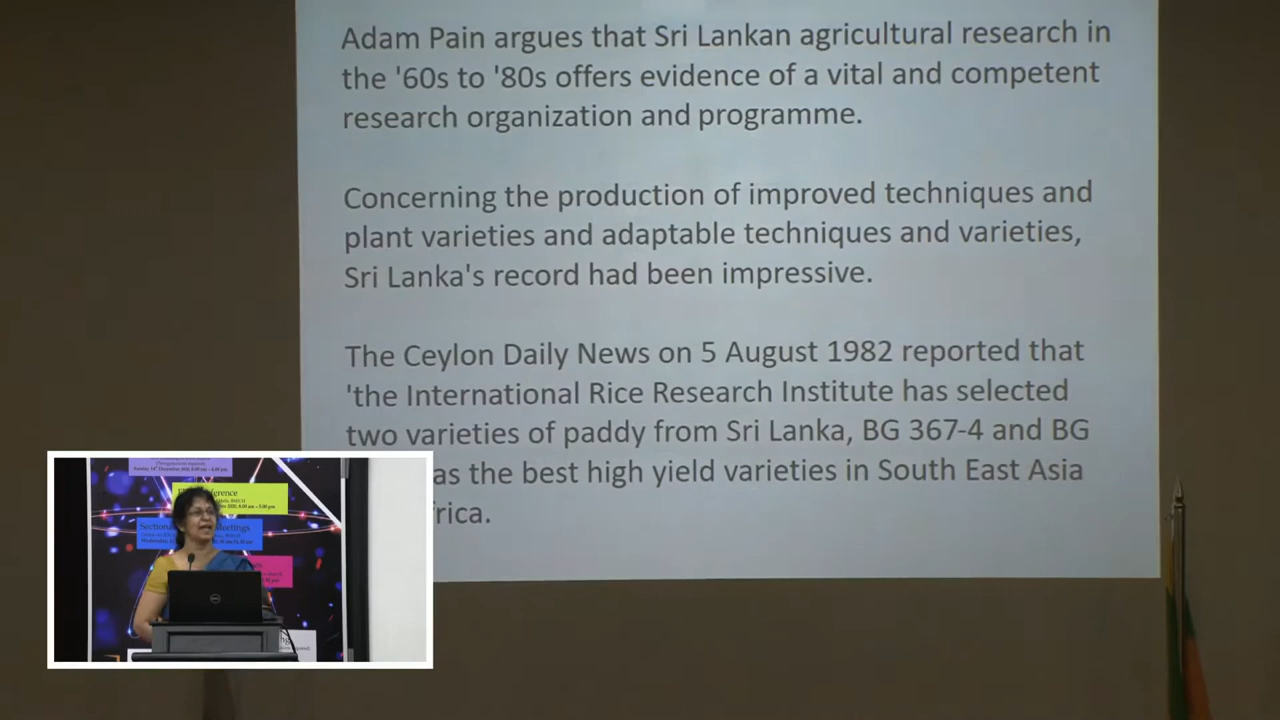 Adam Pain argues that Sri Lankan agricultural research in
the '60s to '80s offers evidence of a vital and competent
research organization and programme.
Concerning the production of improved techniques and
plant varieties and adaptable techniques and varieties,
Sri Lanka's record had been impressive.
The Ceylon Daily News on 5 August 1982 reported that
'the International Rice Research Institute has selected
two varieties of paddy from Sri Lanka, BG 367-4 and BG
as the best high yield varieties in South East Asia
rica.
Sectional
DELL